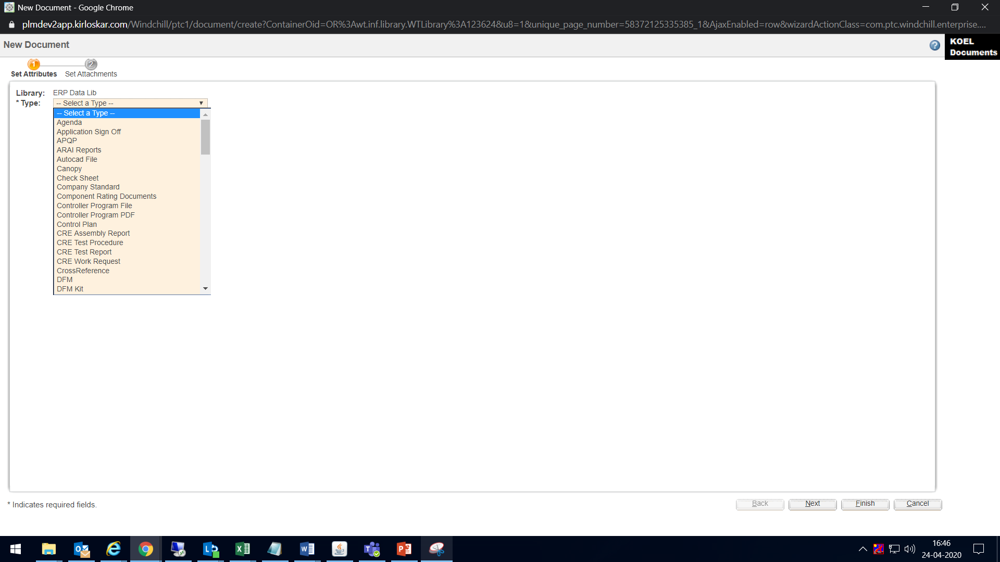 New Document - Google Chrome
plmdev2app.kirloskar.com/Windchill/ptc1/document/create?ContainerOid=OR%3Awt.inf.library.WTLibrary%3A123624&u8=1&unique_page_number=58372125335385_1&AjaxEnabled=row&wizardActionClass=com.ptc.windchill.enterprise....
New Document
?
KOEL
Documents
1 2
Set Attributes Set Attachments
Library: ERP Data Lib
* Type: -- Select a Type --
-- Select a Type --
Agenda
Application Sign Off
APQP
ARAI Reports
Autocad File
Canopy
Check Sheet
Company Standard
Component Rating Documents
Controller Program File
Controller Program PDF
Control Plan
CRE Assembly Report
CRE Test Procedure
CRE Test Report
CRE Work Request
CrossReference
DFM
DFM Kit
* Indicates required fields.
Back Next Finish Cancel
16:46
24-04-2020